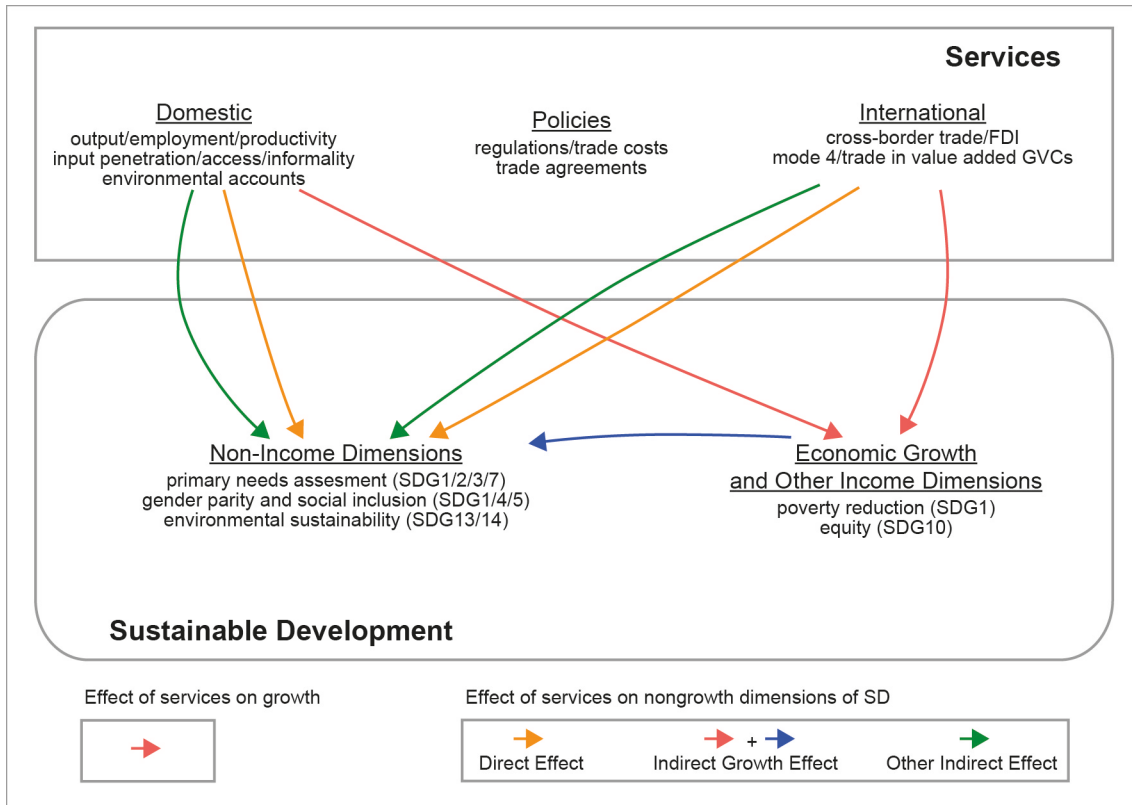 Services
Domestic
output/employment/productivity
input penetration/access/informality
environmental accounts
Policies
regulations/trade costs
trade agreements
International
cross-border trade/FDI
mode 4/trade in value added GVCs
Non-Income Dimensions
primary needs assesment (SDG1/2/3/7)
gender parity and social inclusion (SDG1/4/5)
environmental sustainability (SDG13/14)
Economic Growth
and Other Income Dimensions
poverty reduction (SDG1)
equity (SDG10)
Sustainable Development
Effect of services on growth
Effect of services on nongrowth dimensions of SD
+
Direct Effect
Indirect Growth Effect
Other Indirect Effect